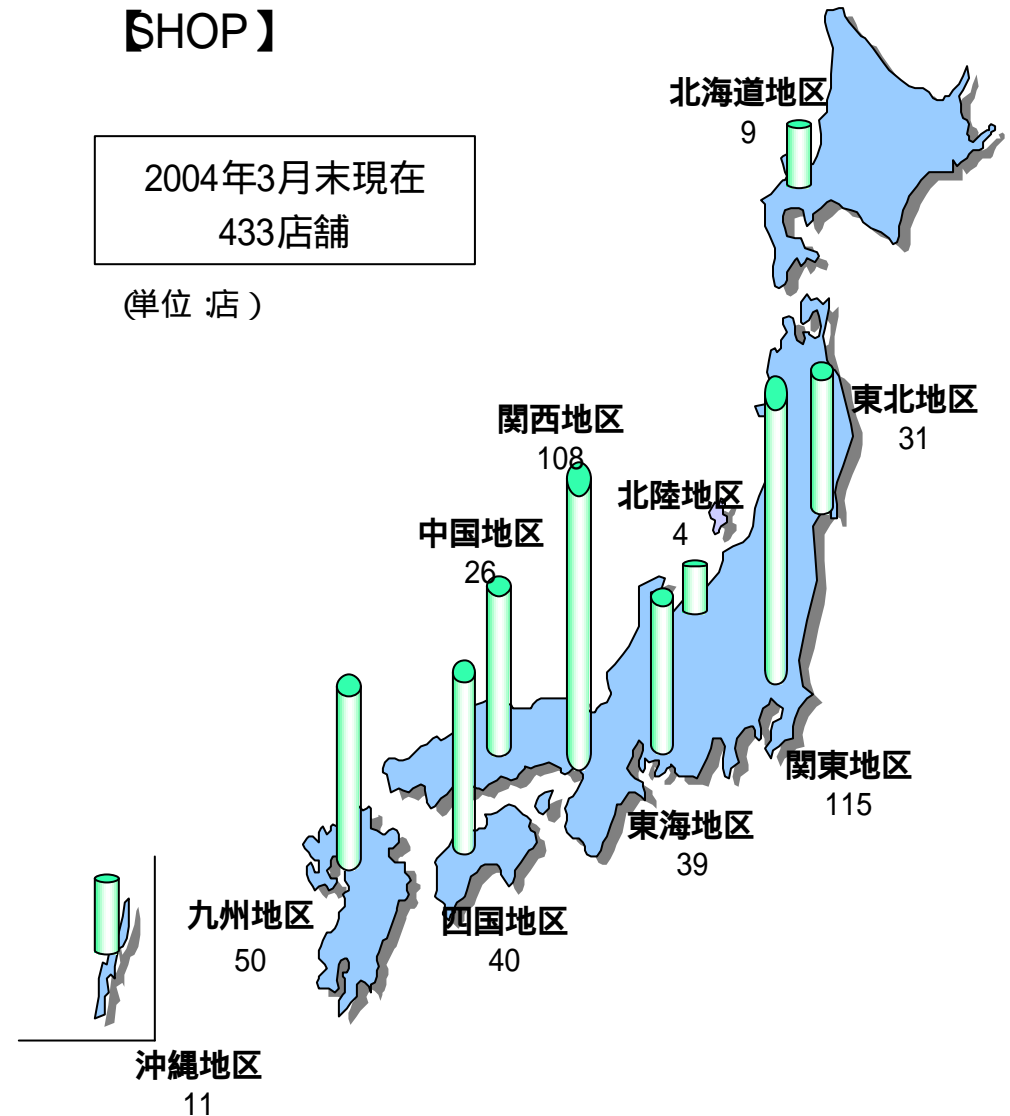 【SHOP】
2004年3月末現在
433店舗
(単位:店)
北海道地区
9
東北地区
31
関西地区
108
北陸地区
4
中国地区
26
関東地区
115
東海地区
39
九州地区
50
四国地区
40
沖縄地区
11